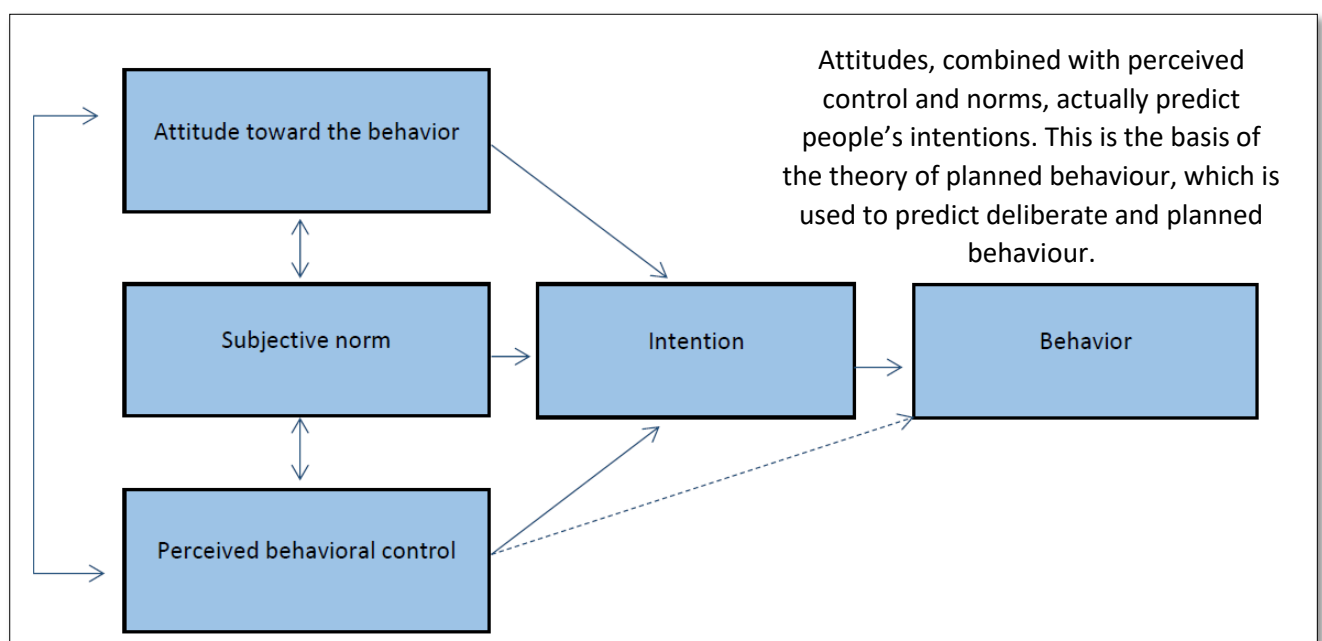 Attitudes, combined with perceived
control and norms, actually predict
people's intentions. This is the basis of
the theory of planned behaviour, which is
used to predict deliberate and planned
behaviour.
Attitude toward the behavior
Subjective norm
Intention
Behavior
Perceived behavioral control